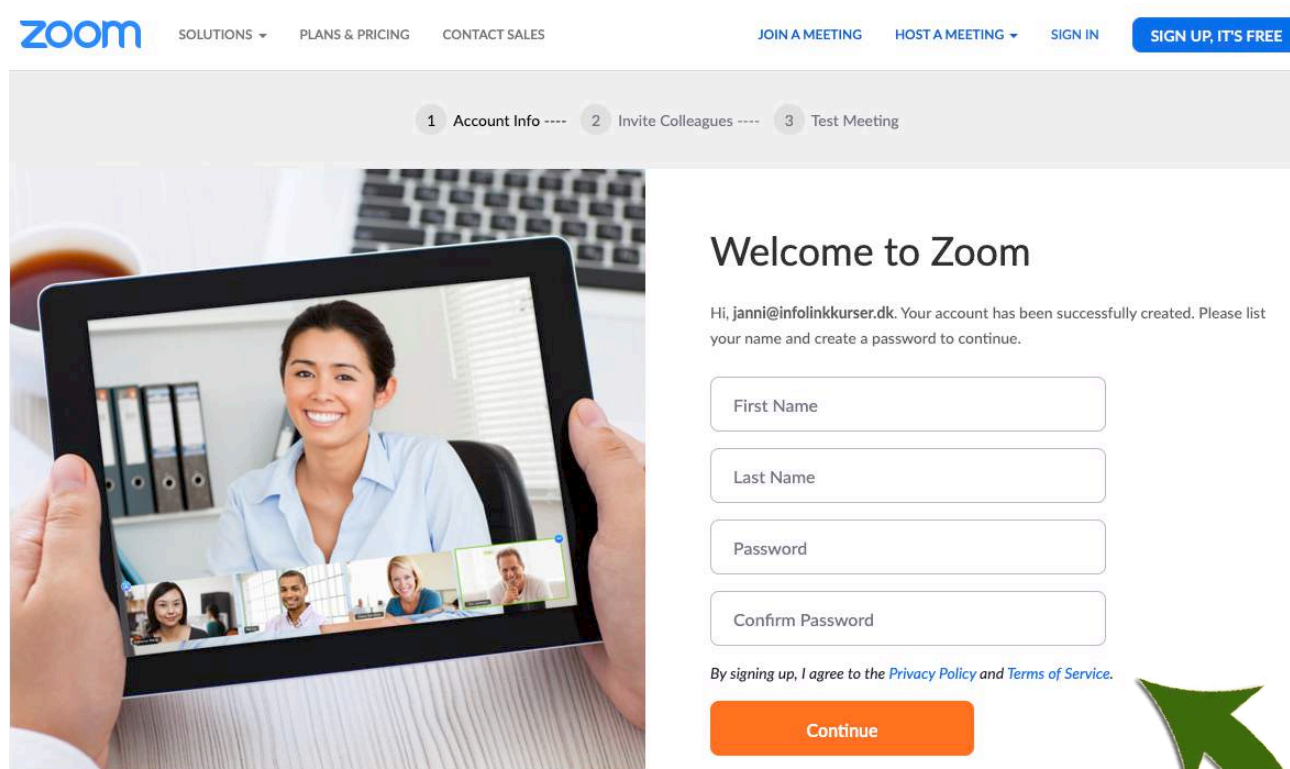 zoom SOLUTIONS PLANS & PRICING CONTACT SALES JOIN A MEETING HOST A MEETING SIGN IN SIGN UP, IT'S FREE
1 Account Info ---- 2 Invite Colleagues ---- 3 Test Meeting
Welcome to Zoom
Hi, janni@infolinkkurser.dk. Your account has been successfully created. Please list
your name and create a password to continue.
First Name
Last Name
Password
Confirm Password
By signing up, I agree to the Privacy Policy and Terms of Service.
Continue